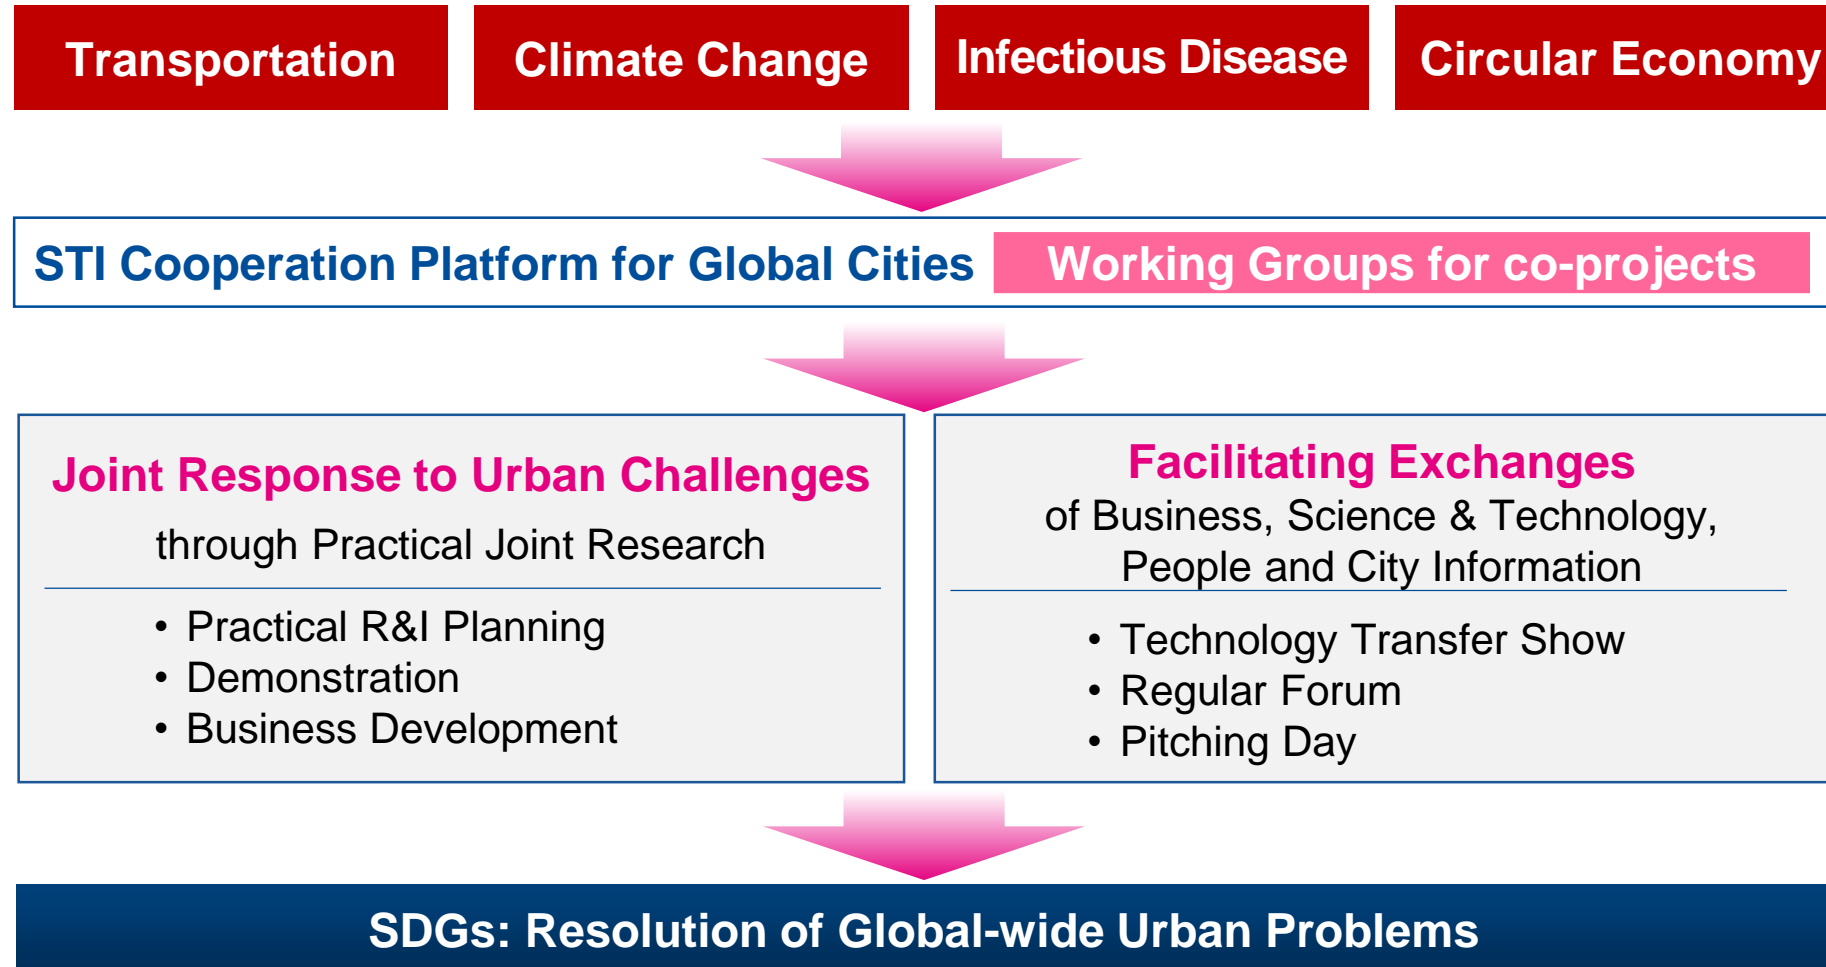 Transportation
Climate Change
Infectious Disease
Circular Economy
STI Cooperation Platform for Global Cities
Working Groups for co-projects
Joint Response to Urban Challenges
through Practical Joint Research
• Practical R&I Planning
• Demonstration
• Business Development
Facilitating Exchanges
of Business, Science & Technology,
People and City Information
• Technology Transfer Show
• Regular Forum
• Pitching Day
SDGs: Resolution of Global-wide Urban Problems